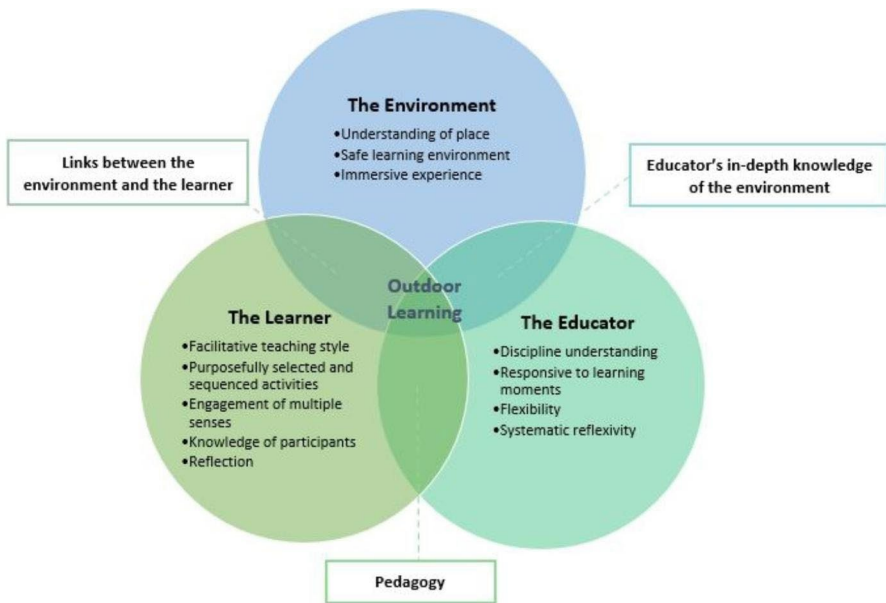 The Environment
•Understanding of place
•Safe learning environment
•Immersive experience
Links between the
environment and the learner
Educator's in-depth knowledge
of the environment
Outdoor
Learning
The Learner
•Facilitative teaching style
•Purposefully selected and
sequenced activities
•Engagement of multiple
senses
•Knowledge of participants
•Reflection
The Educator
•Discipline understanding
•Responsive to learning
moments
•Flexibility
•Systematic reflexivity
Pedagogy